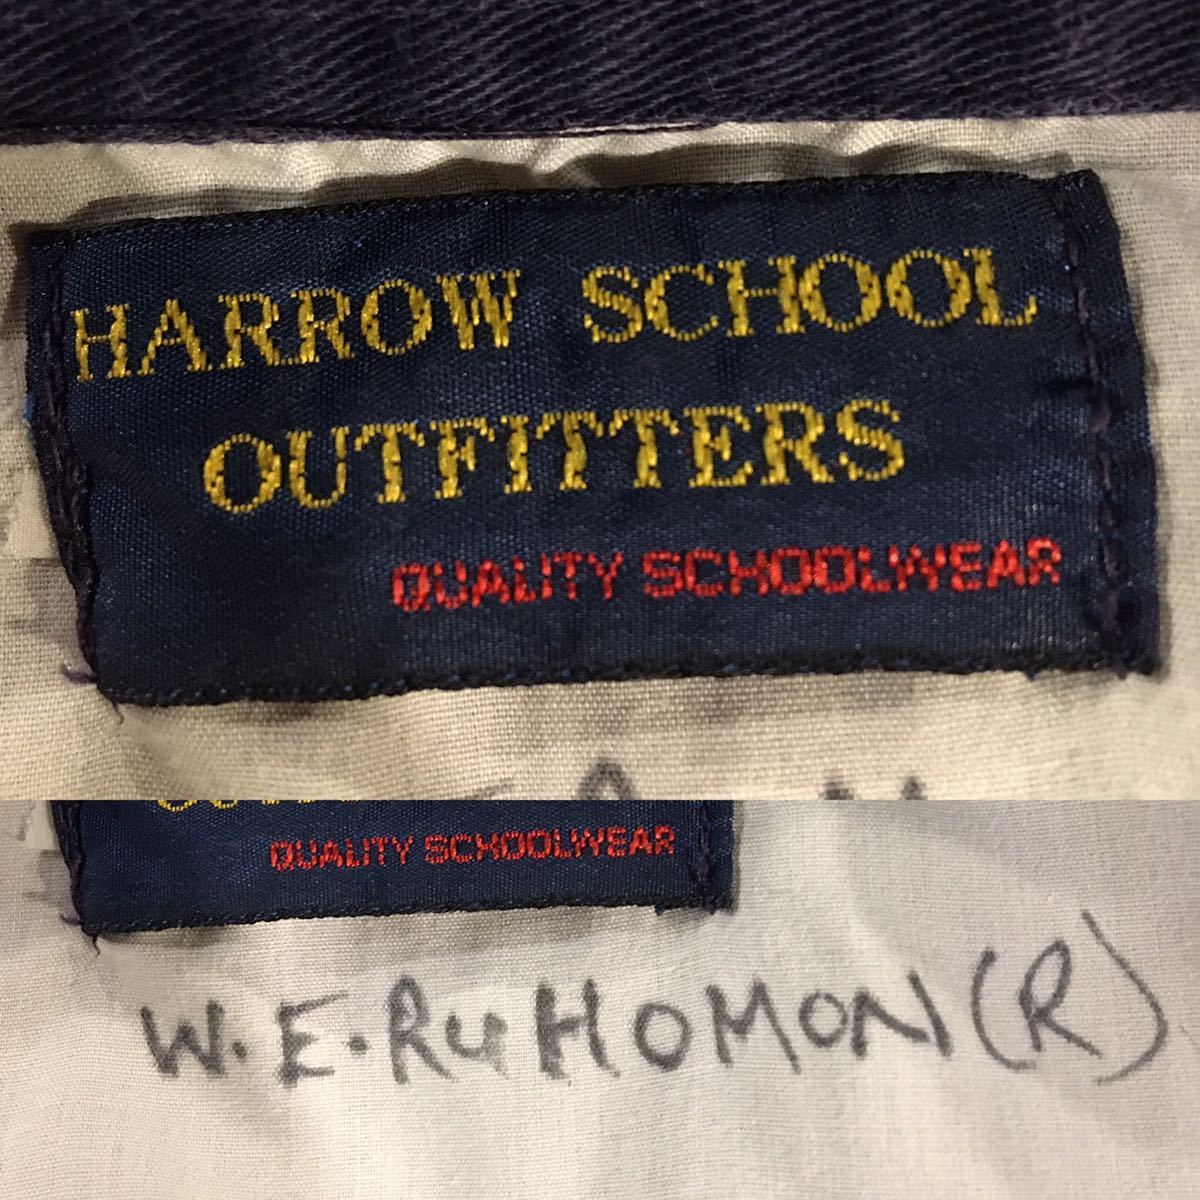 HARROW SCHOOL
OUTFITTERS
QUALITY SCHOOLWEAR
QUALITY SCHOOLWEAR
W.E.RuHOMON(R)